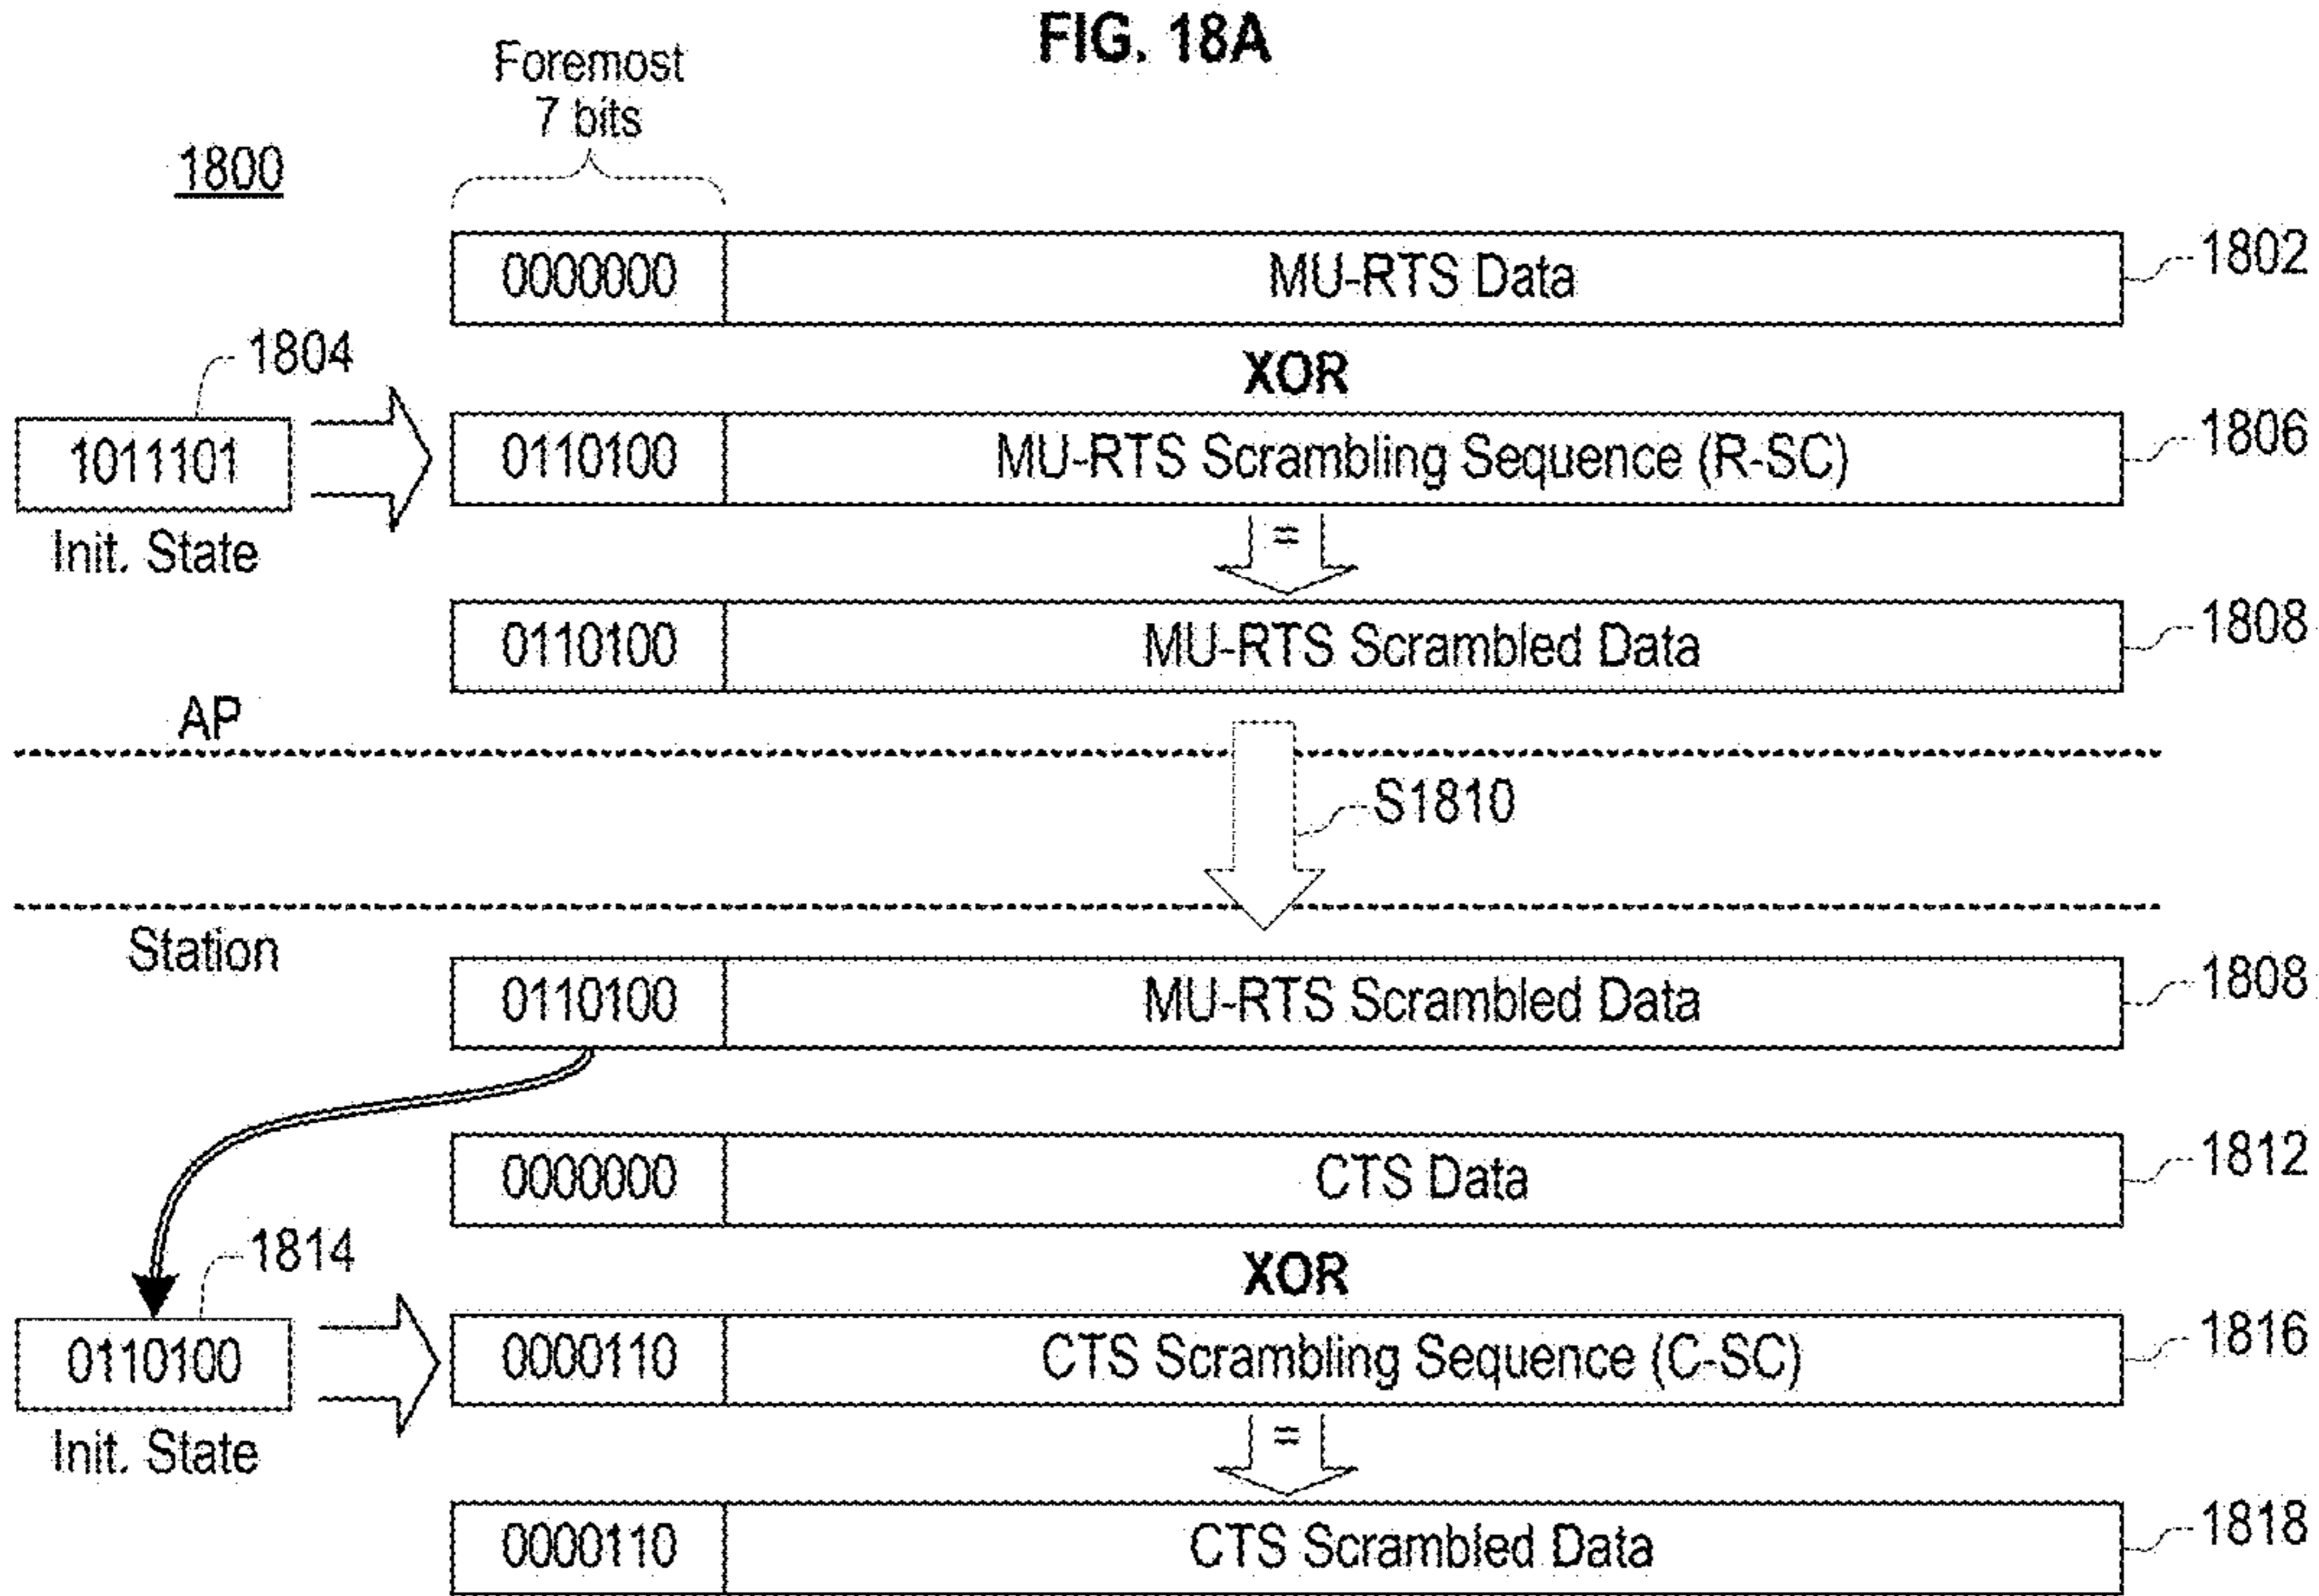 FIG. 18A
Foremost
7 bits
1800
0000000 MU-RTS Data 1802
1804
XOR
1011101 0110100 MU-RTS Scrambling Sequence (R-SC) 1806
Init. State =
0110100 MU-RTS Scrambled Data 1808
AP
S1810
Station
0110100 MU-RTS Scrambled Data 1808
0000000 CTS Data 1812
1814
XOR
0110100 0000110 CTS Scrambling Sequence (C-SC) 1816
Init. State =
0000110 CTS Scrambled Data 1818